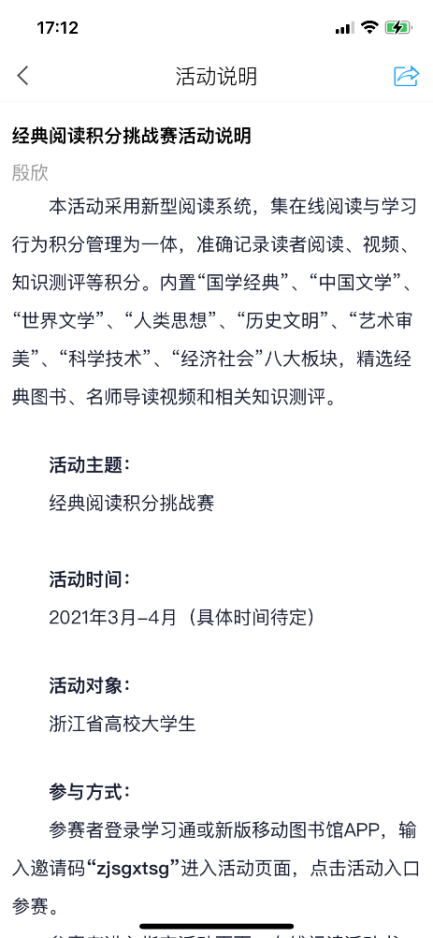 17:12
活动说明
经典阅读积分挑战赛活动说明
殷欣
本活动采用新型阅读系统，集在线阅读与学习
行为积分管理为一体，准确记录读者阅读、视频、
知识测评等积分。内置“国学经典”、“中国文学”、
“世界文学”、“人类思想”、“历史文明”、“艺术审
美”、“科学技术”、“经济社会”八大板块，精选经
典图书、名师导读视频和相关知识测评。
活动主题：
经典阅读积分挑战赛
活动时间：
2021年3月-4月（具体时间待定）
活动对象：
浙江省高校大学生
参与方式：
参赛者登录学习通或新版移动图书馆APP，输
入邀请码“zjsgxtsg”进入活动页面，点击活动入口
参赛。